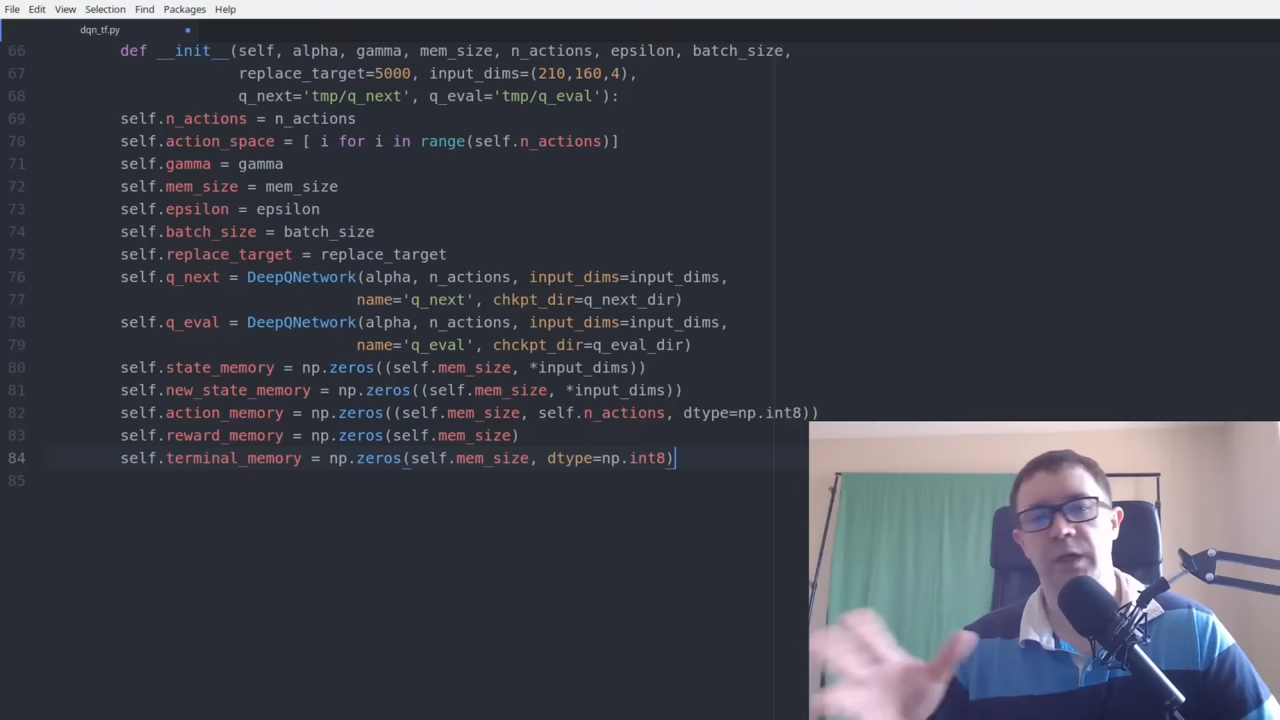 File Edit View Selection Find Packages Help
dqn_tf.py
66 def __init__(self, alpha, gamma, mem_size, n_actions, epsilon, batch_size,
67 replace_target=5000, input_dims=(210,160,4),
68 q_next='tmp/q_next', q_eval='tmp/q_eval'):
69 self.n_actions = n_actions
70 self.action_space = [ i for i in range(self.n_actions)]
71 self.gamma = gamma
72 self.mem_size = mem_size
73 self.epsilon = epsilon
74 self.batch_size = batch_size
75 self.replace_target = replace_target
76 self.q_next = DeepQNetwork(alpha, n_actions, input_dims=input_dims,
77 name='q_next', chkpt_dir=q_next_dir)
78 self.q_eval = DeepQNetwork(alpha, n_actions, input_dims=input_dims,
79 name='q_eval', chckpt_dir=q_eval_dir)
80 self.state_memory = np.zeros((self.mem_size, *input_dims))
81 self.new_state_memory = np.zeros((self.mem_size, *input_dims))
82 self.action_memory = np.zeros((self.mem_size, self.n_actions, dtype=np.int8))
83 self.reward_memory = np.zeros(self.mem_size)
84 self.terminal_memory = np.zeros(self.mem_size, dtype=np.int8)
85